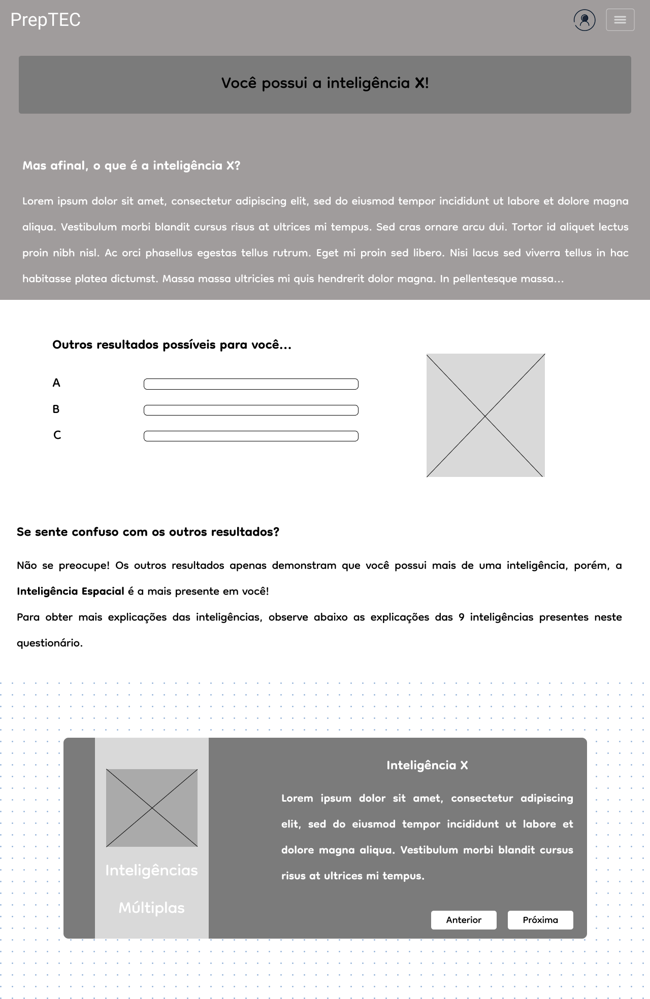 PrepTEC
Você possui a inteligência X!
Mas afinal, o que é a inteligência X?
Lorem ipsum dolor sit amet, consectetur adipiscing elit, sed do eiusmod tempor incididunt ut labore et dolore magna
aliqua. Vestibulum morbi blandit cursus risus at ultrices mi tempus. Sed cras ornare arcu dui. Tortor id aliquet lectus
proin nibh nisl. Ac orci phasellus egestas tellus rutrum. Eget mi proin sed libero. Nisi lacus sed viverra tellus in hac
habitasse platea dictumst. Massa massa ultricies mi quis hendrerit dolor magna. In pellentesque massa...
Outros resultados possíveis para você...
A
B
C
Se sente confuso com os outros resultados?
Não se preocupe! Os outros resultados apenas demonstram que você possui mais de uma inteligência, porém, a
Inteligência Espacial é a mais presente em você!
Para obter mais explicações das inteligências, observe abaixo as explicações das 9 inteligências presentes neste
questionário.
Inteligências
Múltiplas
Inteligência X
Lorem ipsum dolor sit amet, consectetur adipiscing
elit, sed do eiusmod tempor incididunt ut labore et
dolore magna aliqua. Vestibulum morbi blandit cursus
risus at ultrices mi tempus.
Anterior
Próxima